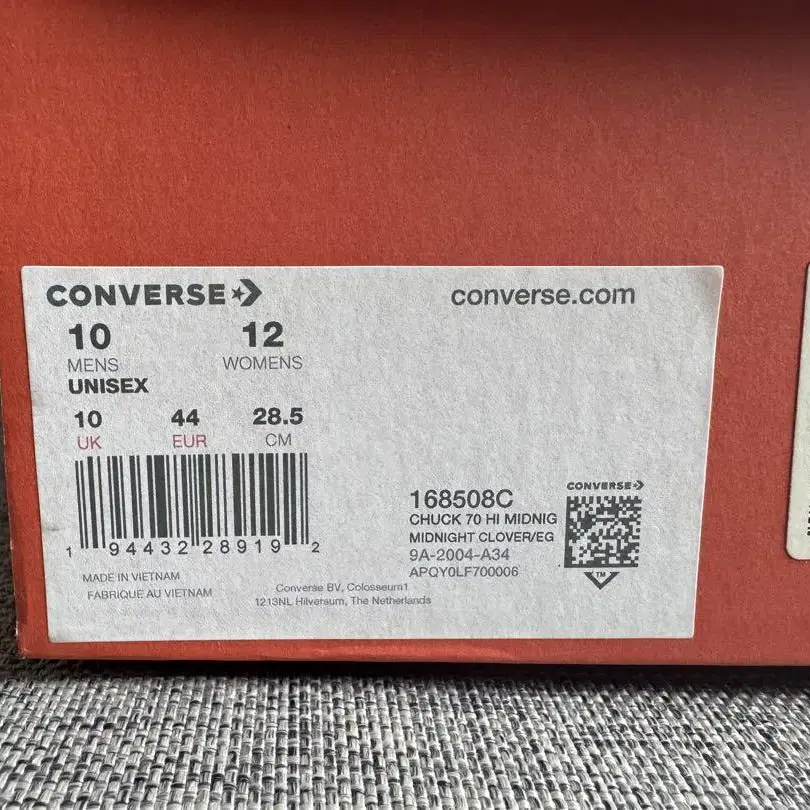 CONVERSE
converse.com
10 12
MENS WOMENS
UNISEX
10 44 28.5
UK EUR CM
1 94432 28919 2
MADE IN VIETNAM
FABRIQUE AU VIETNAM
Converse BV, Colosseum1
1213NL Hilversum, The Netherlands
168508C
CHUCK 70 HI MIDNIG
MIDNIGHT CLOVER/EG
9A-2004-A34
APQY0LF700006
CONVERSE
TM